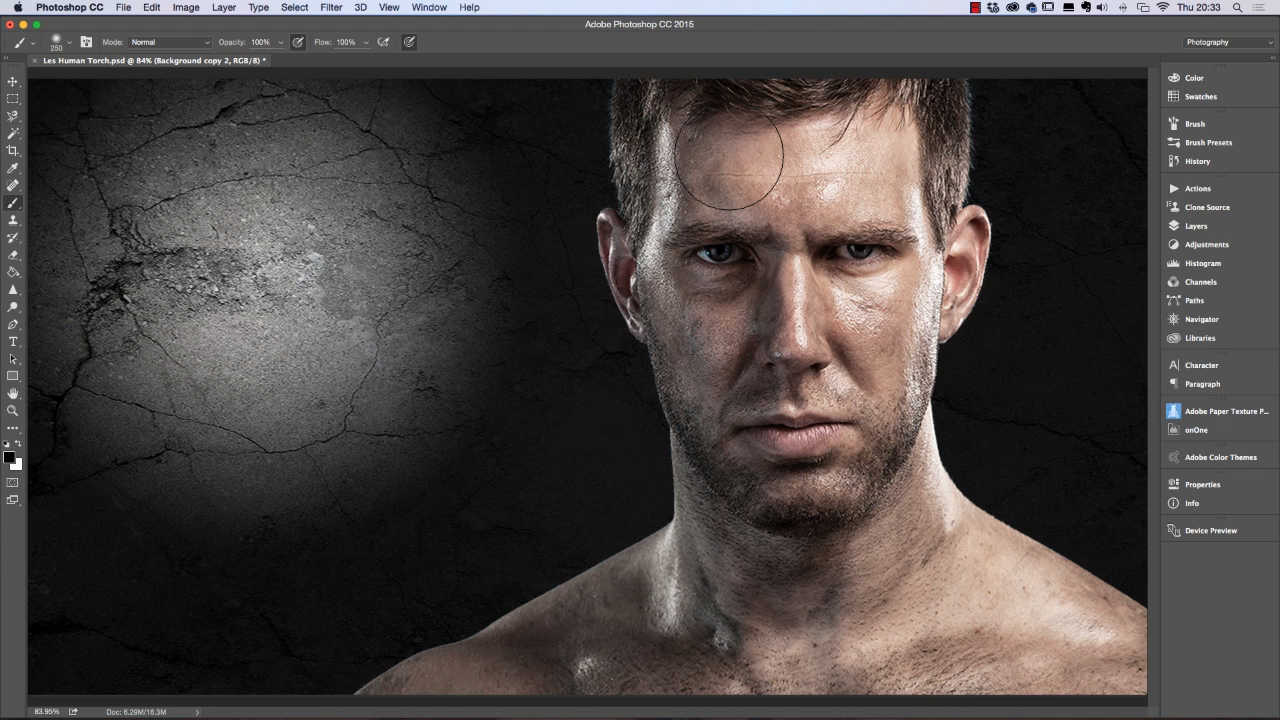 Photoshop CC File Edit Image Layer Type Select Filter 3D View Window Help Thu 20:33
Adobe Photoshop CC 2015
250 Mode: Normal Opacity: 100% Flow: 100% Photography
× Les Human Torch.psd @ 84% (Background copy 2, RGB/8) *
Color
Swatches
Brush
Brush Presets
History
Actions
Clone Source
Layers
Adjustments
Histogram
Channels
Paths
Navigator
Libraries
Character
Paragraph
Adobe Paper Texture P...
onOne
Adobe Color Themes
Properties
Info
Device Preview
83.95% Doc: 6.29M/16.3M